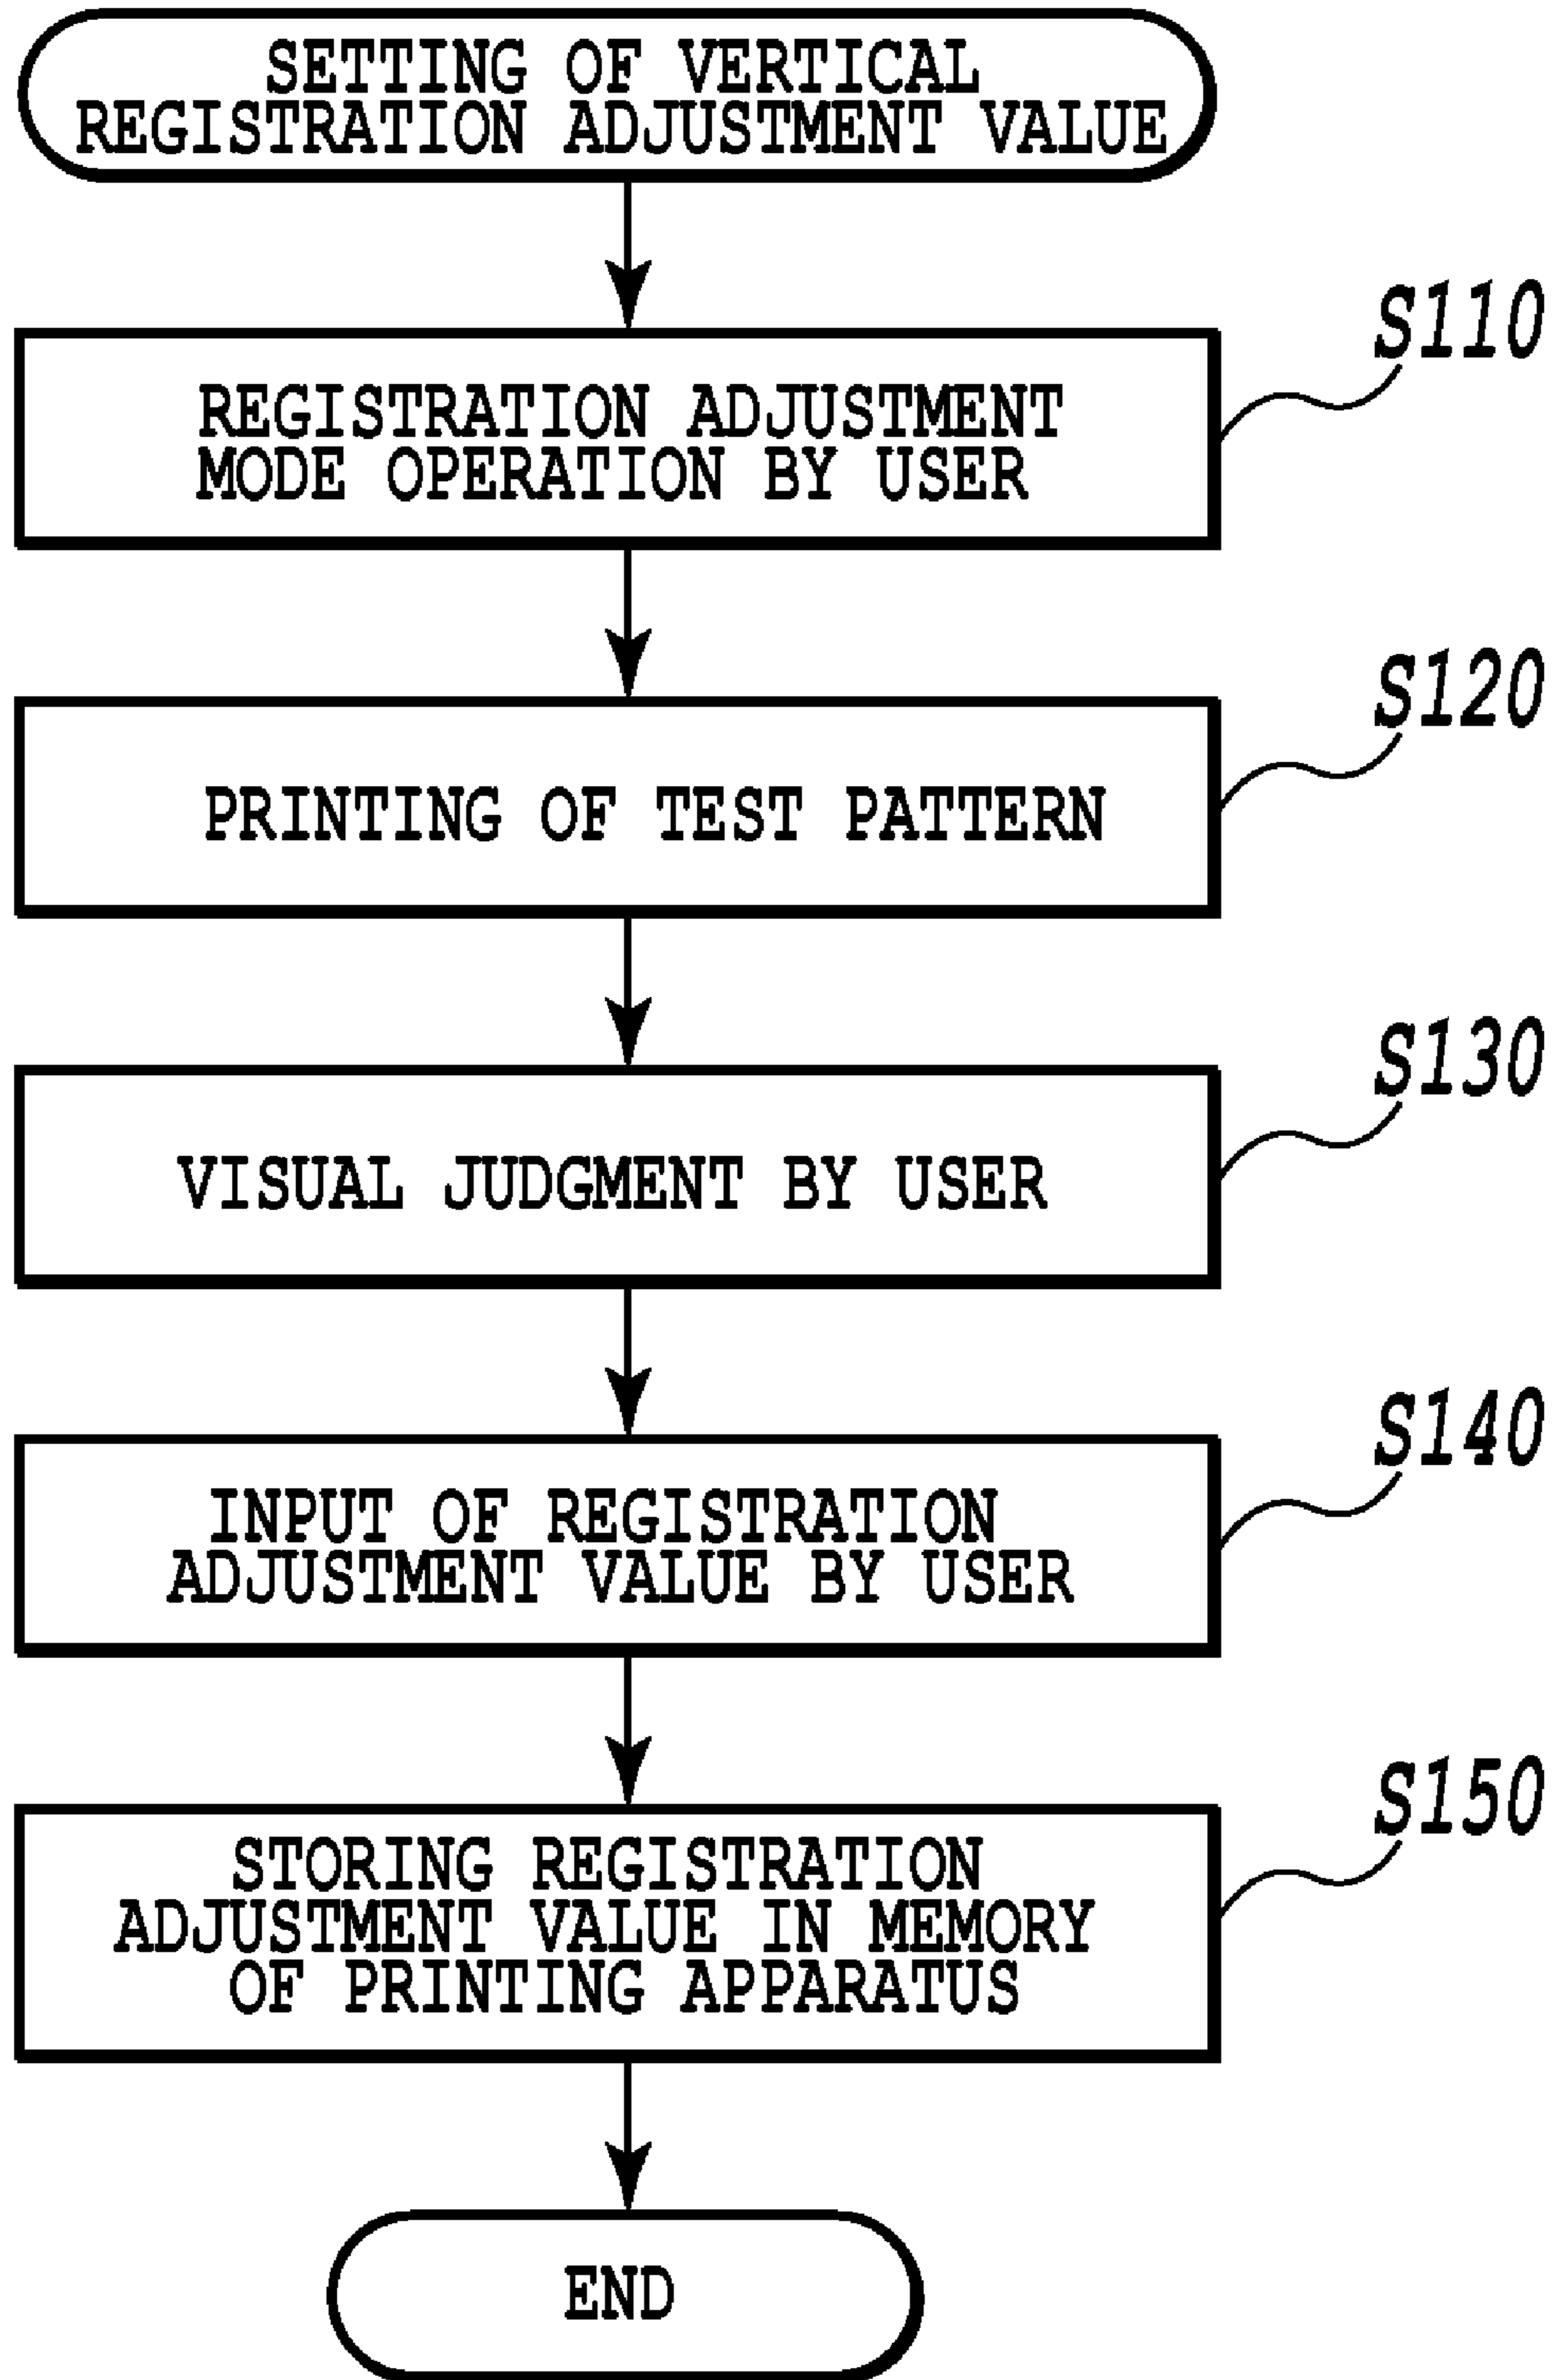 SETTING OF VERTICAL
REGISTRATION ADJUSTMENT VALUE
S110
REGISTRATION ADJUSTMENT
MODE OPERATION BY USER
S120
PRINTING OF TEST PATTERN
S130
VISUAL JUDGMENT BY USER
S140
INPUT OF REGISTRATION
ADJUSTMENT VALUE BY USER
S150
STORING REGISTRATION
ADJUSTMENT VALUE IN MEMORY
OF PRINTING APPARATUS
END